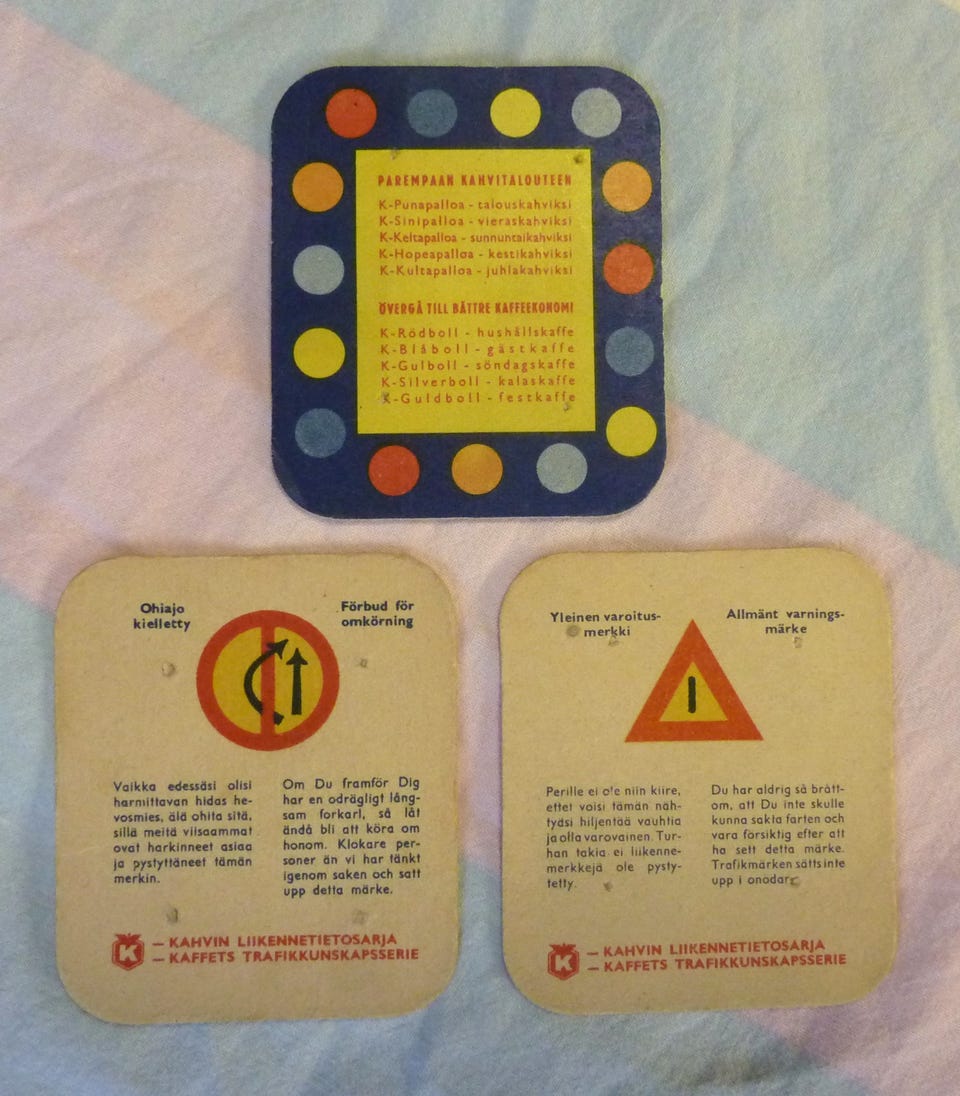 PAREMPAAN KAHVITALOUTEEN
K-Punapalloa - talouskahviksi
K-Sinipalloa - vieraskahviksi
K-Keltapalloa - sunnuntaikahviksi
K-Hopeapalloa - kestikahviksi
K-Kultapalloa - juhlakahviksi
ÖVERGÅ TILL BÄTTRE KAFFEEKONOMI
K-Rödboll - hushållskaffe
K-Blåboll - gästkaffe
K-Gulboll - söndagskaffe
K-Silverboll - kalaskaffe
K-Guldboll - festkaffe
Ohiajo
kielletty
Förbud för
omkörning
Vaikka edessäsi olisi
harmittavan hidas he-
vosmies, älä ohita sitä,
sillä meitä viisaammat
ovat harkinneet asiaa
ja pystyttäneet tämän
merkin.
Om Du framför Dig
har en odrägligt lång-
sam forkarl, så låt
ändå bli att köra om
honom. Klokare per-
soner än vi har tänkt
igenom saken och satt
upp detta märke.
K
— KAHVIN LIIKENNETIETOSARJA
— KAFFETS TRAFIKKUNSKAPSSERIE
Yleinen varoitus-
merkki
Allmänt varnings-
märke
Perille ei ole niin kiire,
ettet voisi tämän näh-
tyäsi hiljentää vauhtia
ja olla varovainen. Tur-
han takia ei liikenne-
merkkejä ole pysty-
tetty.
Du har aldrig så brått-
om, att Du inte skulle
kunna sakta farten och
vara försiktig efter att
ha sett detta märke.
Trafikmärken sätts inte
upp i onödan.
K
— KAHVIN LIIKENNETIETOSARJA
— KAFFETS TRAFIKKUNSKAPSSERIE